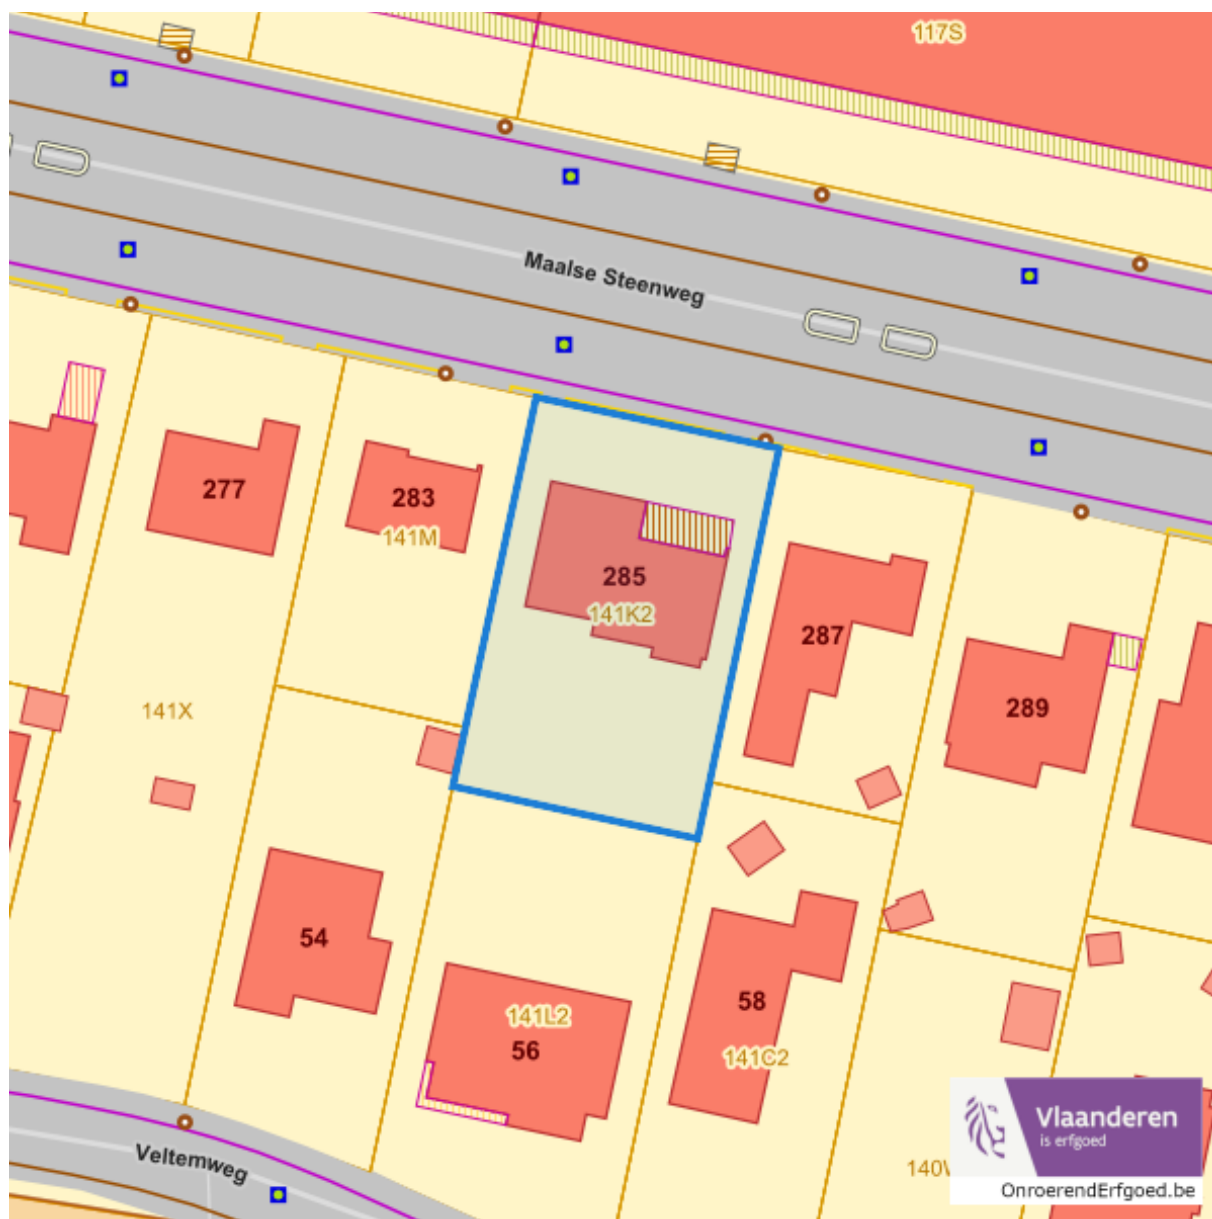 117S
Maalse Steenweg
277
283
141M
285
141K2
287
289
141X
54
141L2
56
58
141C2
Veltemweg
140
Vlaanderen
is erfgoed
OnroerendErfgoed.be